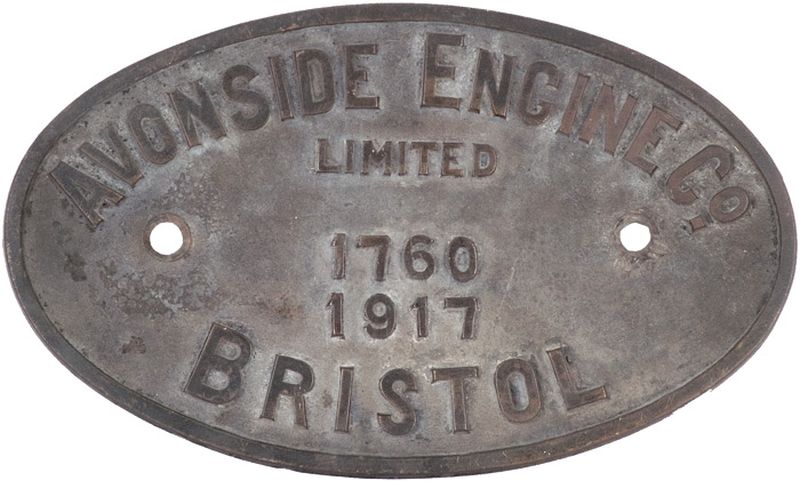 AVONSIDE ENGINE Co.
LIMITED
1760
1917
BRISTOL